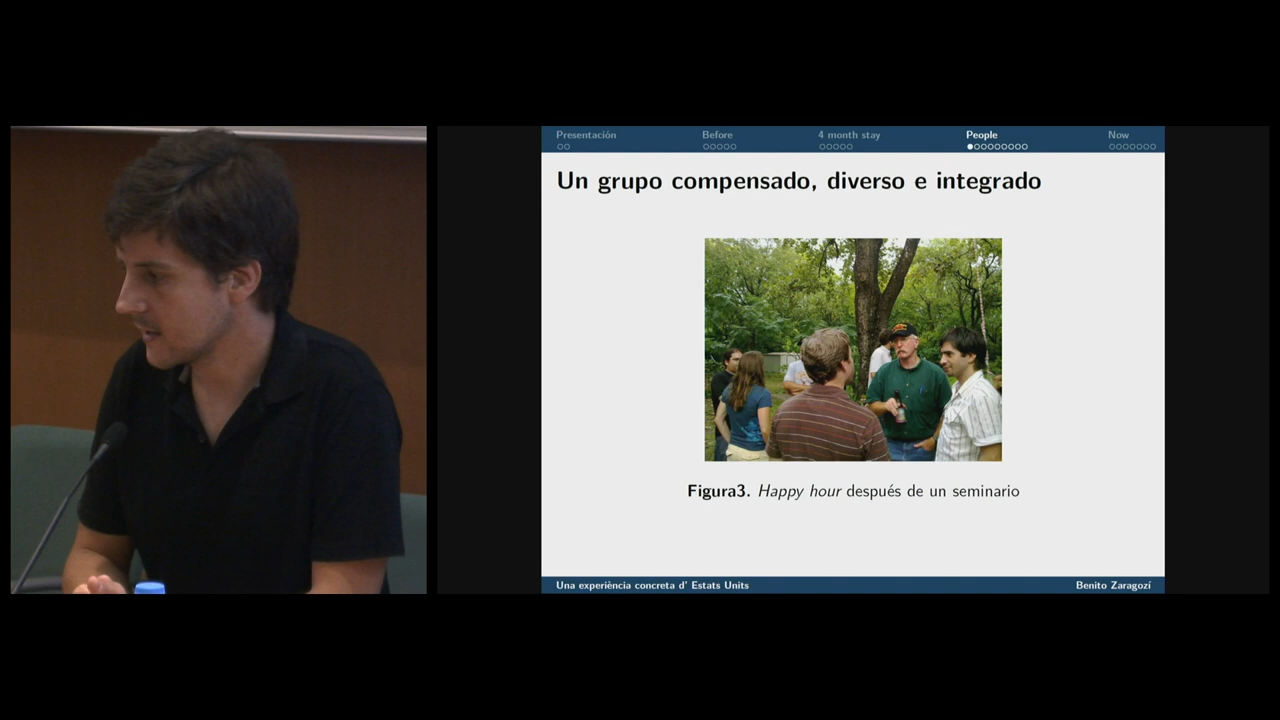 Presentación Before 4 month stay People Now
Un grupo compensado, diverso e integrado
Figura3. Happy hour después de un seminario
Una experiència concreta d' Estats Units Benito Zaragozí